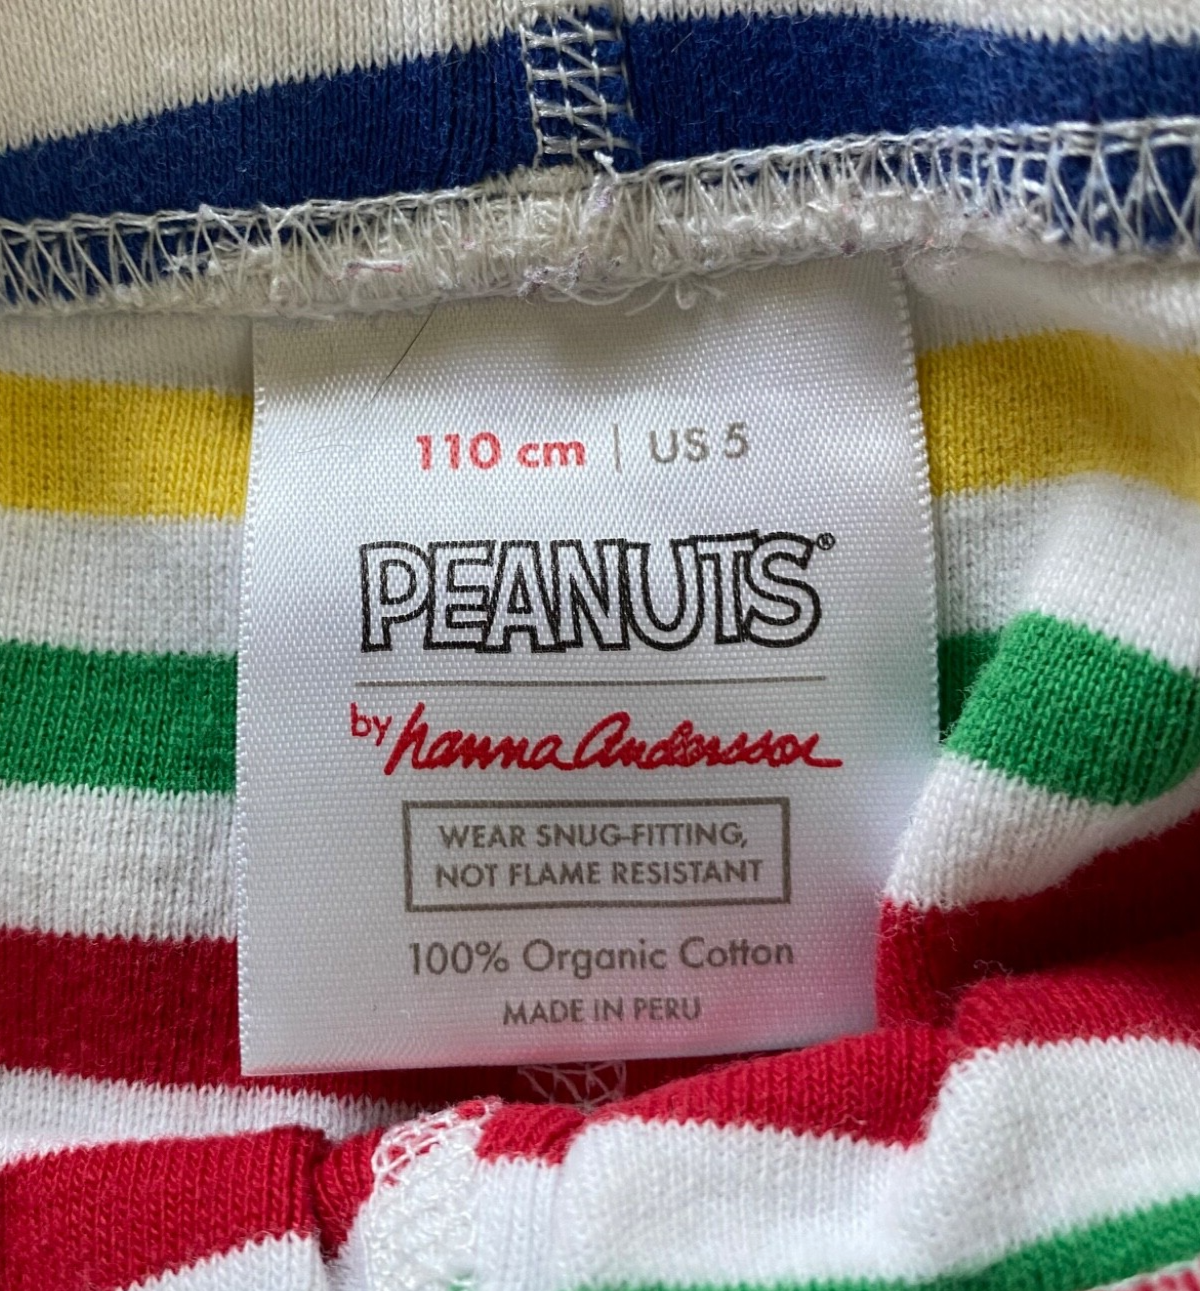 110 cm | US 5
PEANUTS®
by hanna Andersson
WEAR SNUG-FITTING,
NOT FLAME RESISTANT
100% Organic Cotton
MADE IN PERU